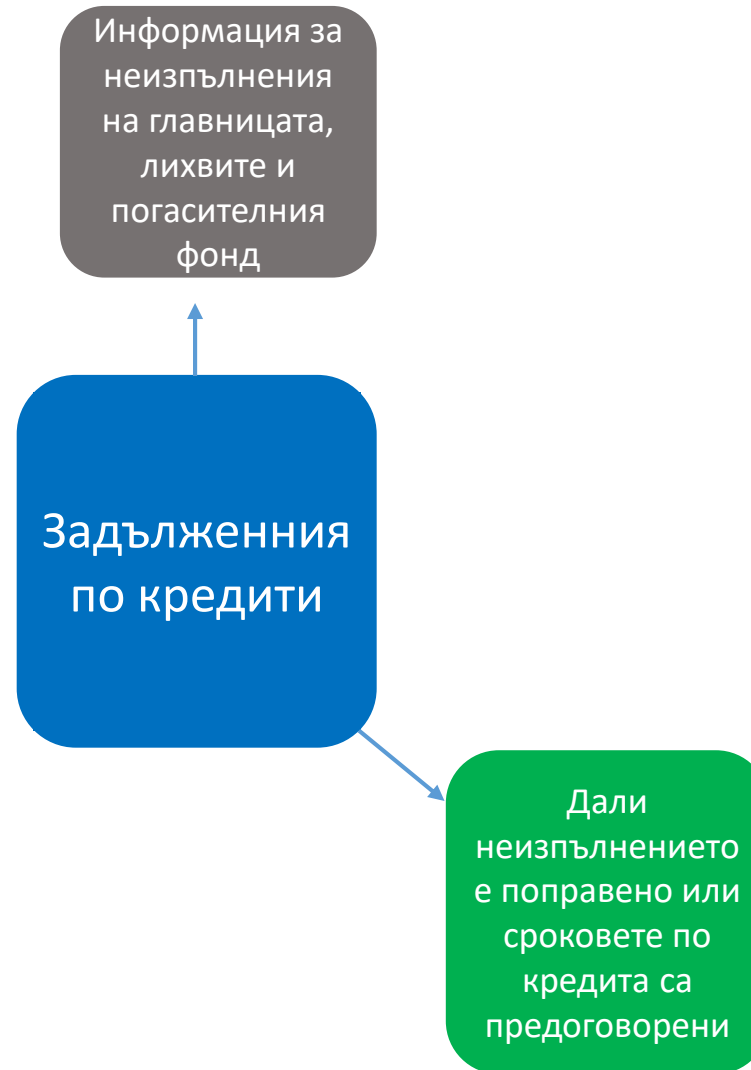 Информация за
неизпълнения
на главницата,
лихвите и
погасителния
фонд
Задълженния
по кредити
Дали
неизпълнението
е поправено или
сроковете по
кредита са
предоговорени